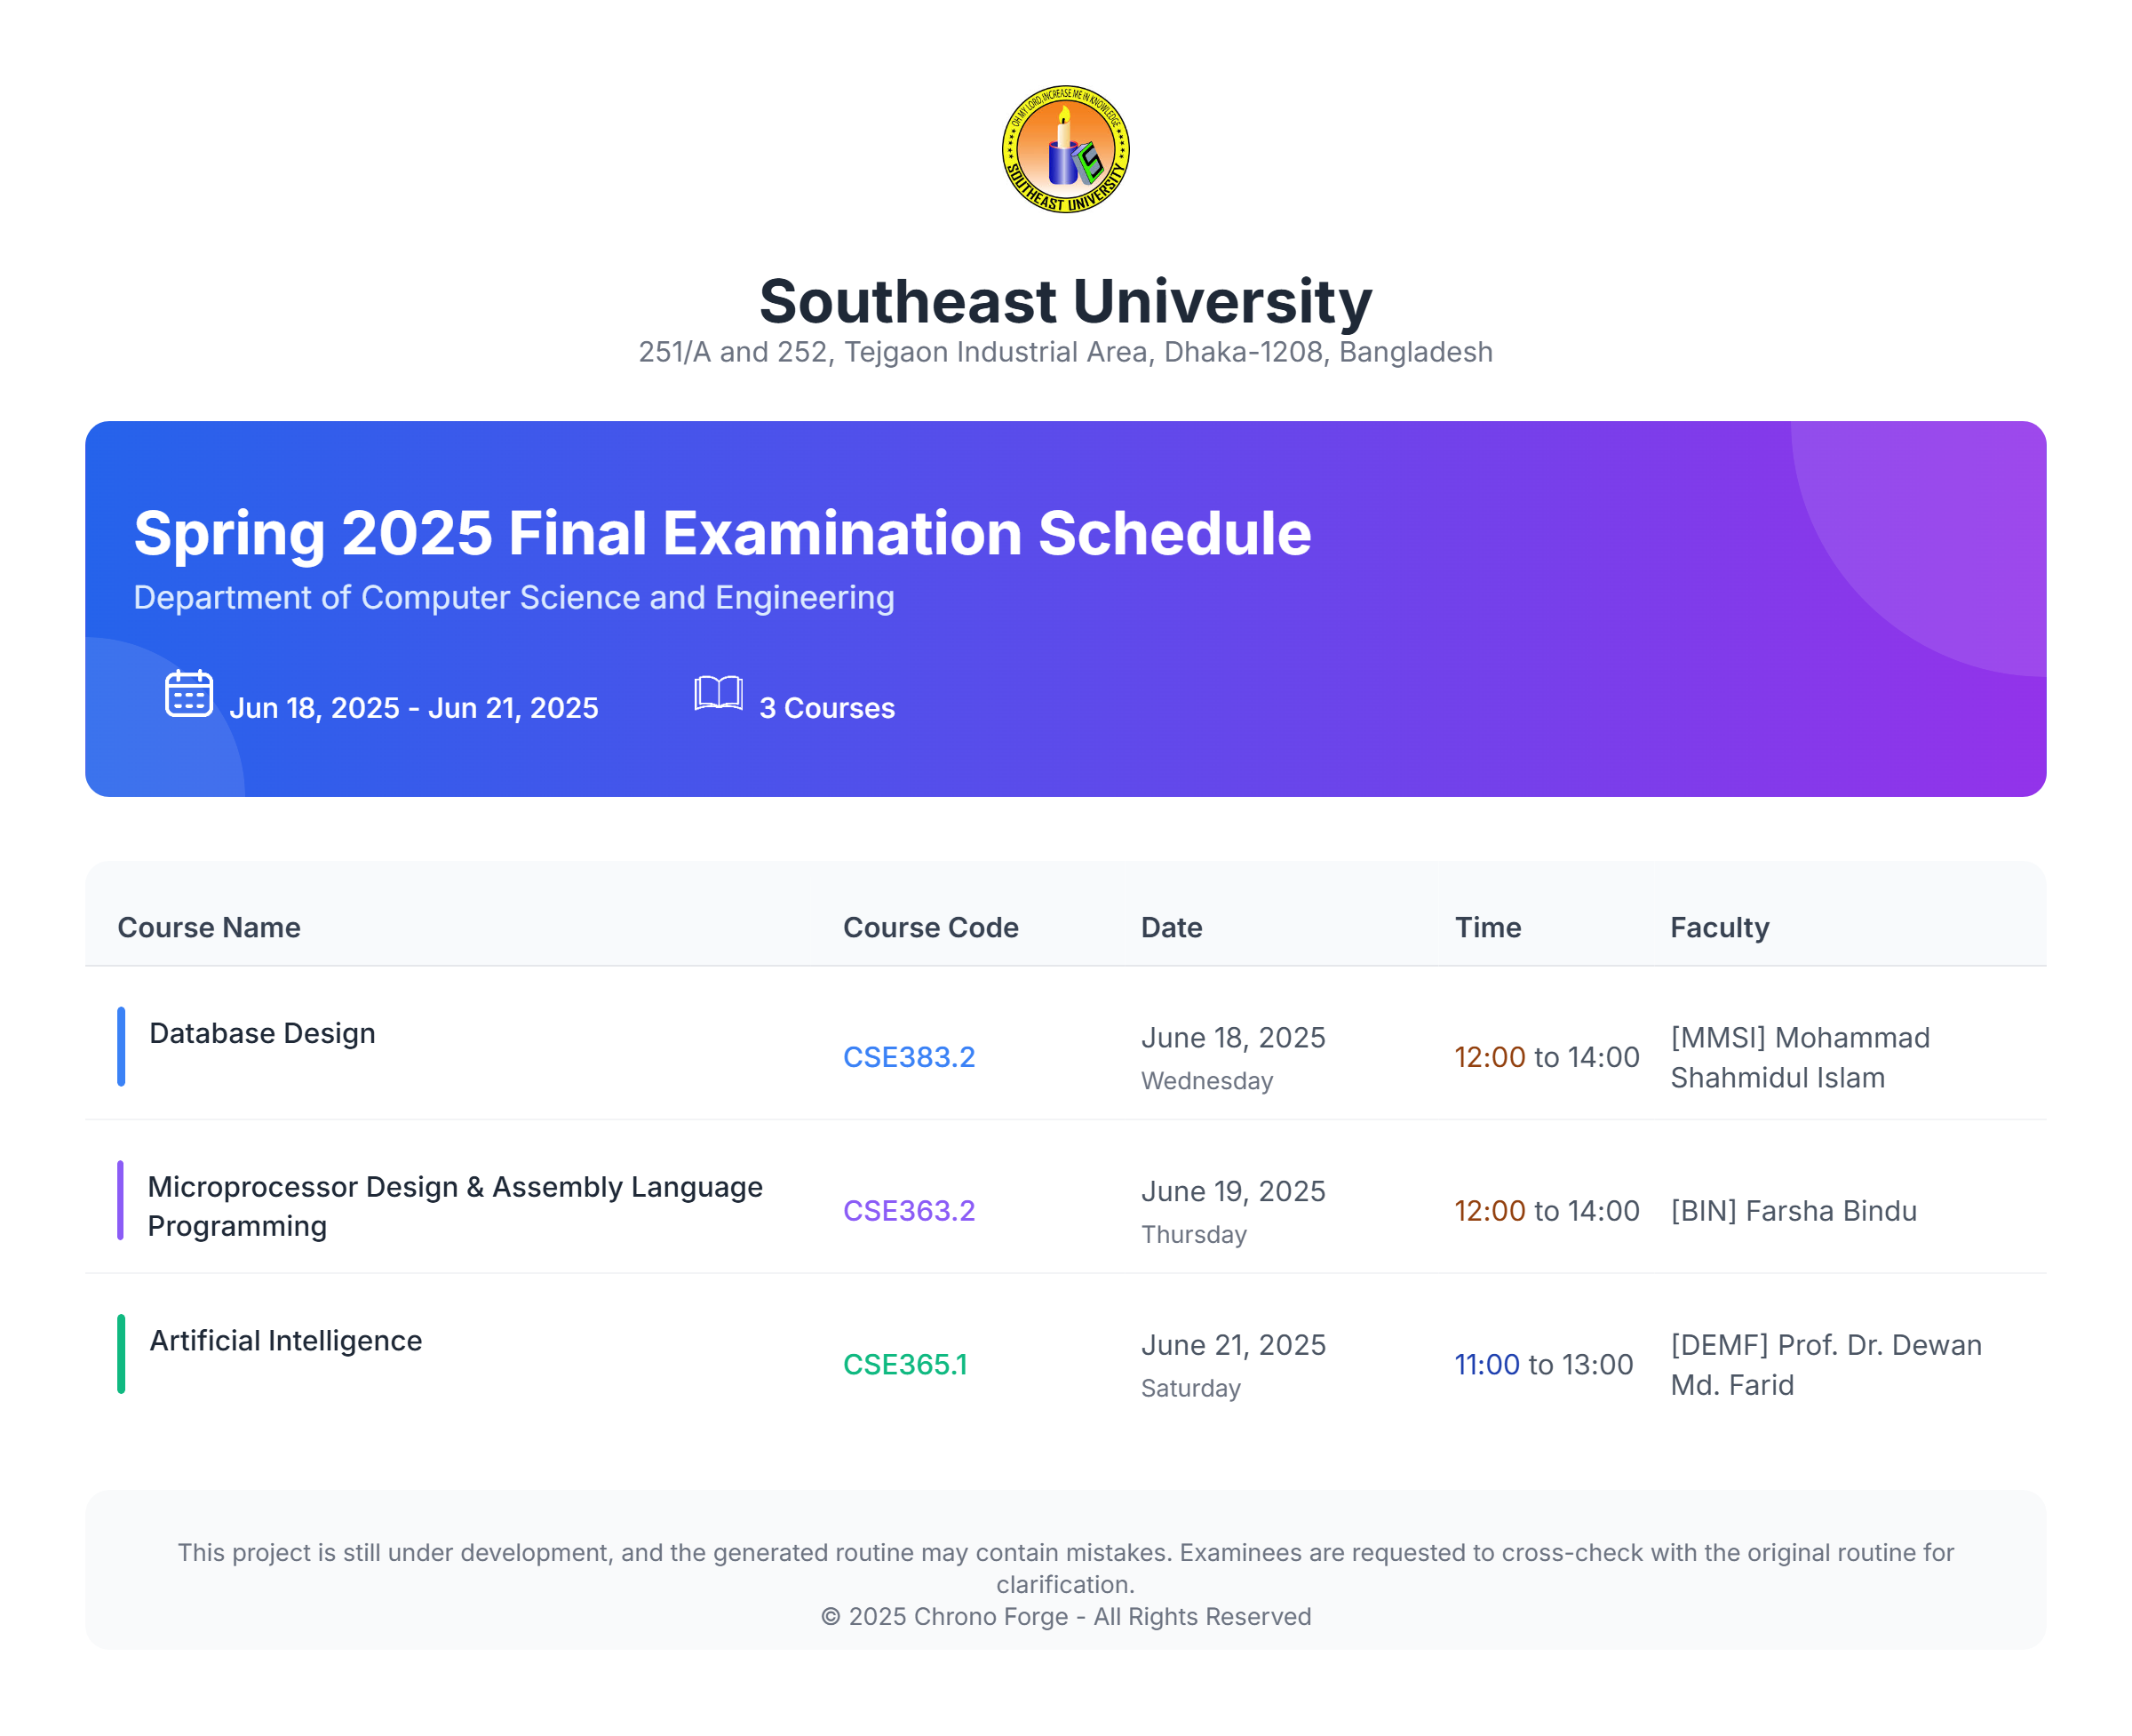 OH MY LORD, INCREASE ME IN KNOWLEDGE
SOUTHEAST UNIVERSITY
Southeast University
251/A and 252, Tejgaon Industrial Area, Dhaka-1208, Bangladesh
Spring 2025 Final Examination Schedule
Department of Computer Science and Engineering
Jun 18, 2025 - Jun 21, 2025 3 Courses
Course Name Course Code Date Time Faculty
Database Design CSE383.2 June 18, 2025 Wednesday 12:00 to 14:00 [MMSI] Mohammad Shahmidul Islam
Microprocessor Design & Assembly Language Programming CSE363.2 June 19, 2025 Thursday 12:00 to 14:00 [BIN] Farsha Bindu
Artificial Intelligence CSE365.1 June 21, 2025 Saturday 11:00 to 13:00 [DEMF] Prof. Dr. Dewan Md. Farid
This project is still under development, and the generated routine may contain mistakes. Examinees are requested to cross-check with the original routine for
clarification.
© 2025 Chrono Forge - All Rights Reserved